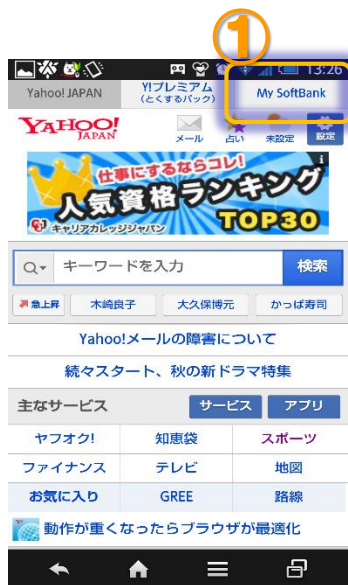 ①
13:26
Yahoo! JAPAN
Y!プレミアム
(とくするパック)
My SoftBank
YAHOO!
JAPAN
メール
占い
未設定
設定
仕事にするならコレ!
人気資格ランキング
TOP30
キャリアカレッジジャパン
キーワードを入力
検索
急上昇
木崎良子
大久保博元
かっぱ寿司
Yahoo!メールの障害について
続々スタート、秋の新ドラマ特集
主なサービス
サービス
アプリ
ヤフオク!
知恵袋
スポーツ
ファイナンス
テレビ
地図
お気に入り
GREE
路線
動作が重くなったらブラウザが最適化